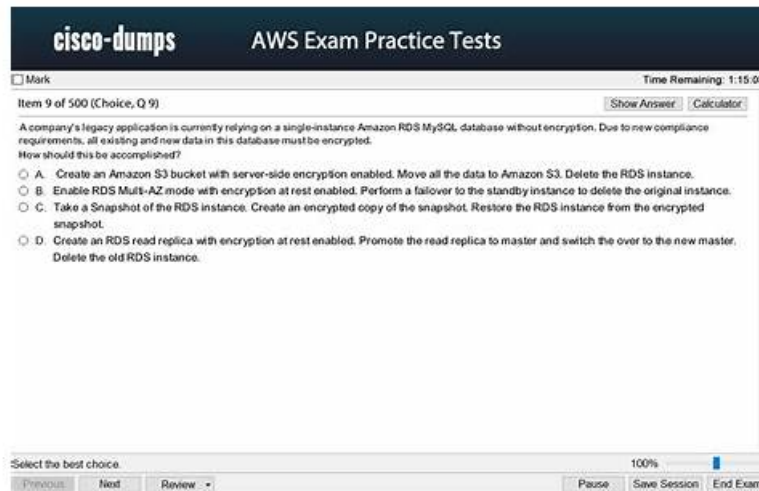 cisco-dumps AWS Exam Practice Tests
Mark Time Remaining: 1:15:0
Item 9 of 500 (Choice, Q 9) Show Answer Calculator
A company's legacy application is currently relying on a single-instance Amazon RDS MySQL database without encryption. Due to new compliance
requirements, all existing and new data in this database must be encrypted.
How should this be accomplished?
A. Create an Amazon S3 bucket with server-side encryption enabled. Move all the data to Amazon S3. Delete the RDS instance.
B. Enable RDS Multi-AZ mode with encryption at rest enabled. Perform a failover to the standby instance to delete the original instance.
C. Take a Snapshot of the RDS instance. Create an encrypted copy of the snapshot. Restore the RDS instance from the encrypted
snapshot.
D. Create an RDS read replica with encryption at rest enabled. Promote the read replica to master and switch the over to the new master.
Delete the old RDS instance.
Select the best choice. 100%
Previous Next Review Pause Save Session End Exam